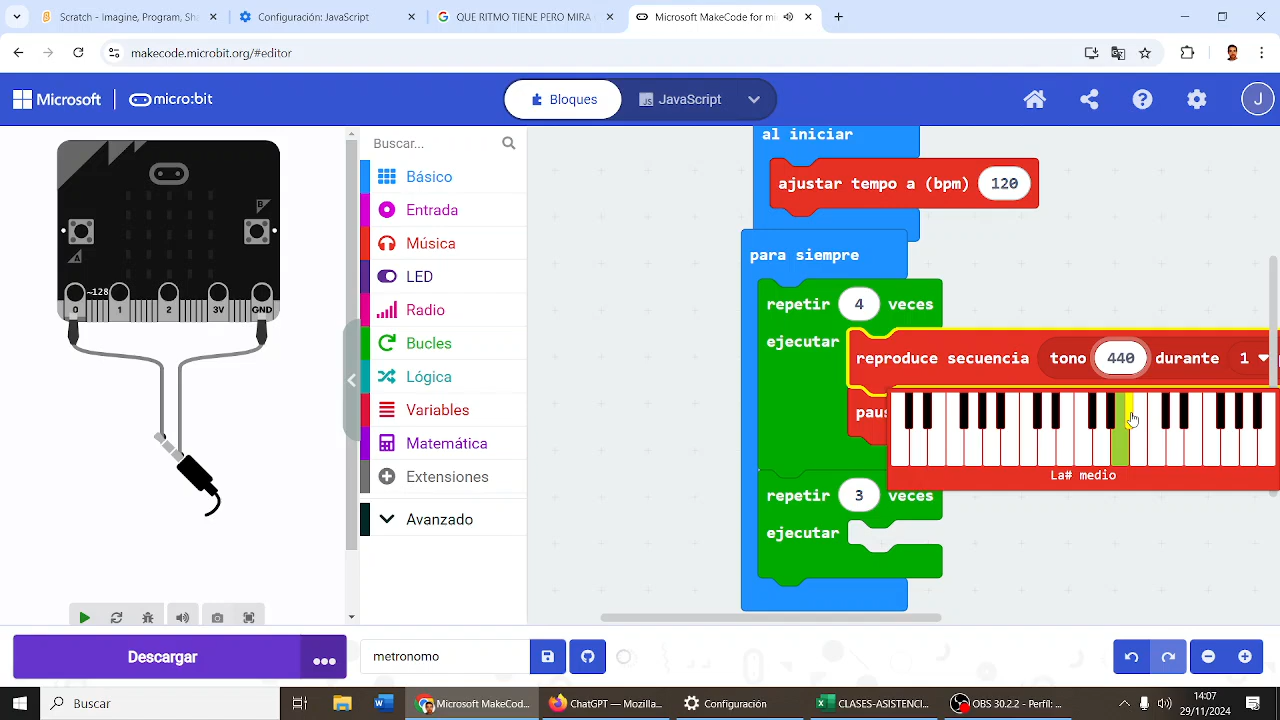 Scratch - Imagine, Program, Sh
Configuración: JavaScript
QUE RITMO TIENE PERO MIRA
Microsoft MakeCode for mi
makecode.microbit.org/#editor
Microsoft
micro:bit
Bloques
JS JavaScript
J
Buscar...
Básico
Entrada
Música
LED
Radio
Bucles
Lógica
Variables
Matemática
Extensiones
Avanzado
B
A
~-128
0 1 2 3V GND
al iniciar
ajustar tempo a (bpm) 120
para siempre
repetir 4 veces
ejecutar
reproduce secuencia tono 440 durante 1
paus
La# medio
repetir 3 veces
ejecutar
Descargar
metronomo
Buscar
Microsoft MakeCo...
ChatGPT — Mozilla...
Configuración
CLASES-ASISTENCI...
OBS 30.2.2 - Perfil:...
14:07
29/11/2024